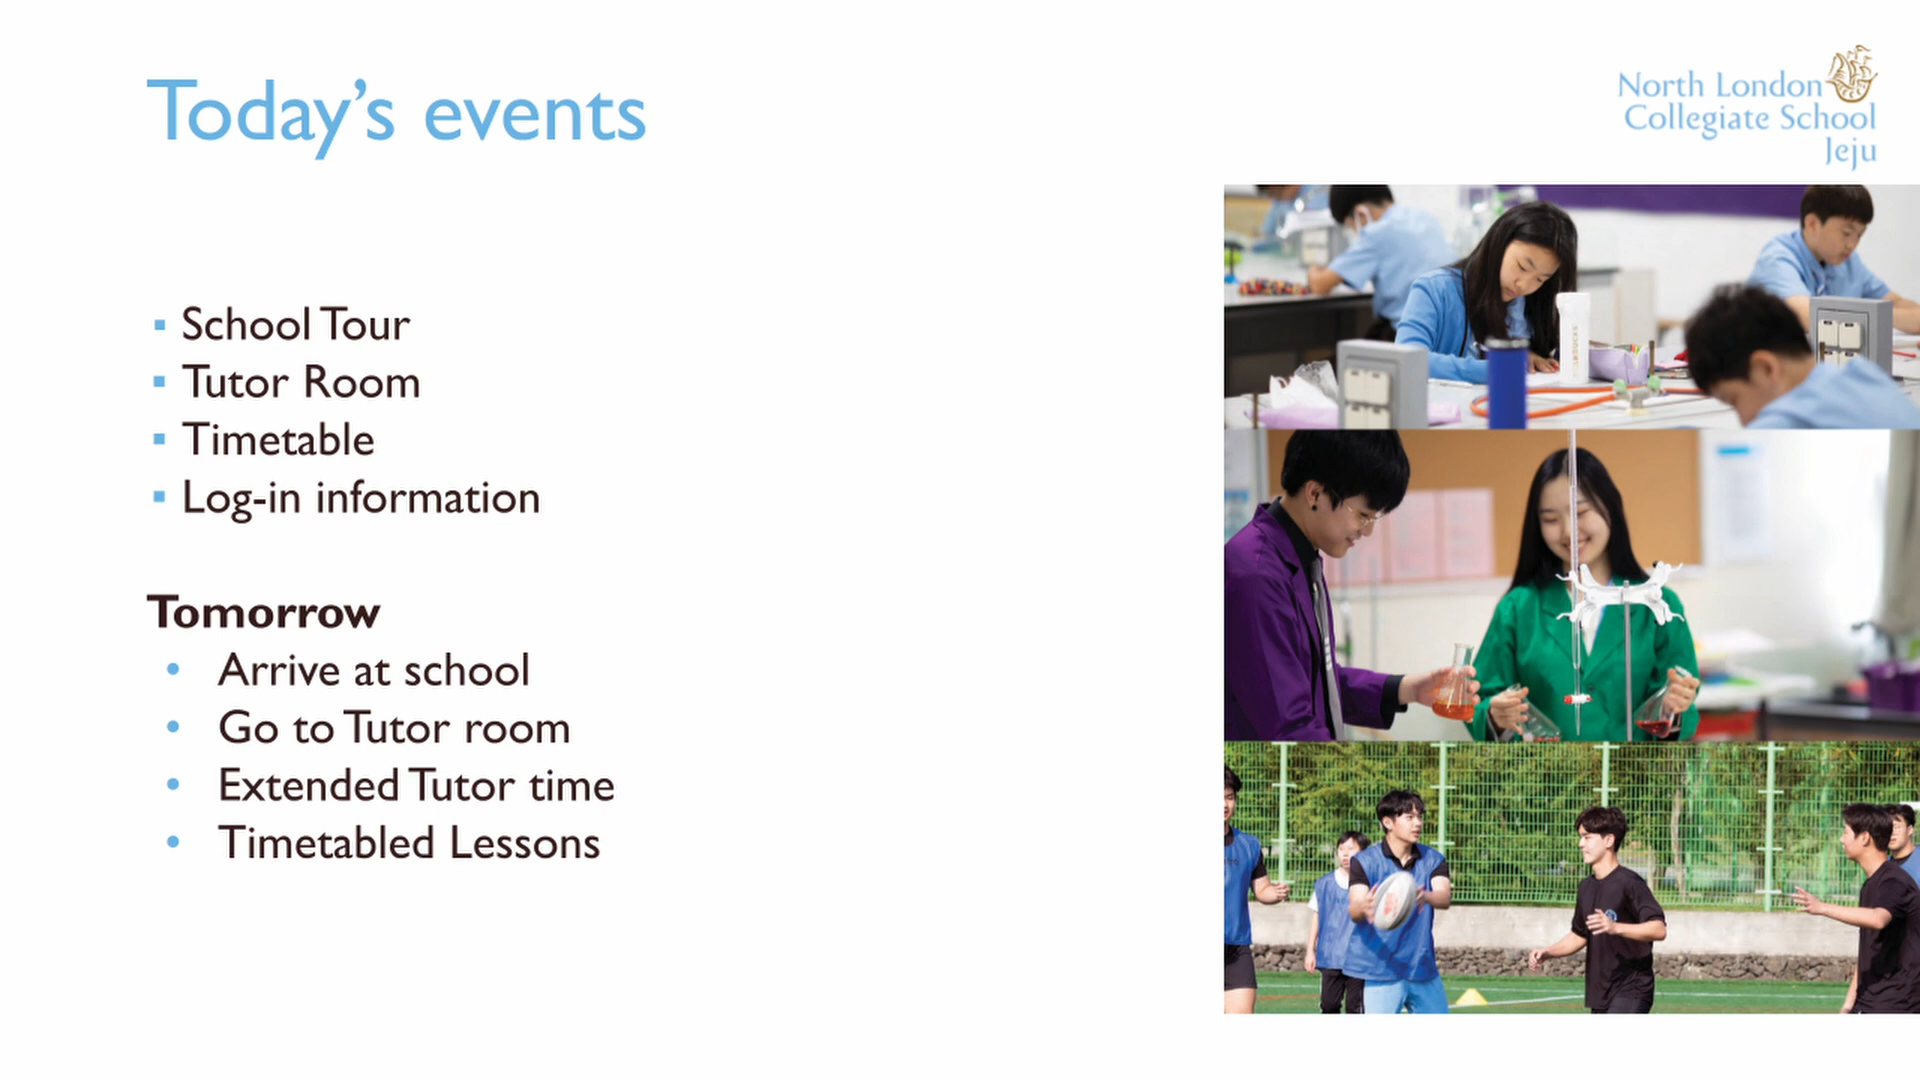 Today’s events
North London
Collegiate School
Jeju
School Tour
Tutor Room
Timetable
Log-in information
Tomorrow
Arrive at school
Go to Tutor room
Extended Tutor time
Timetabled Lessons